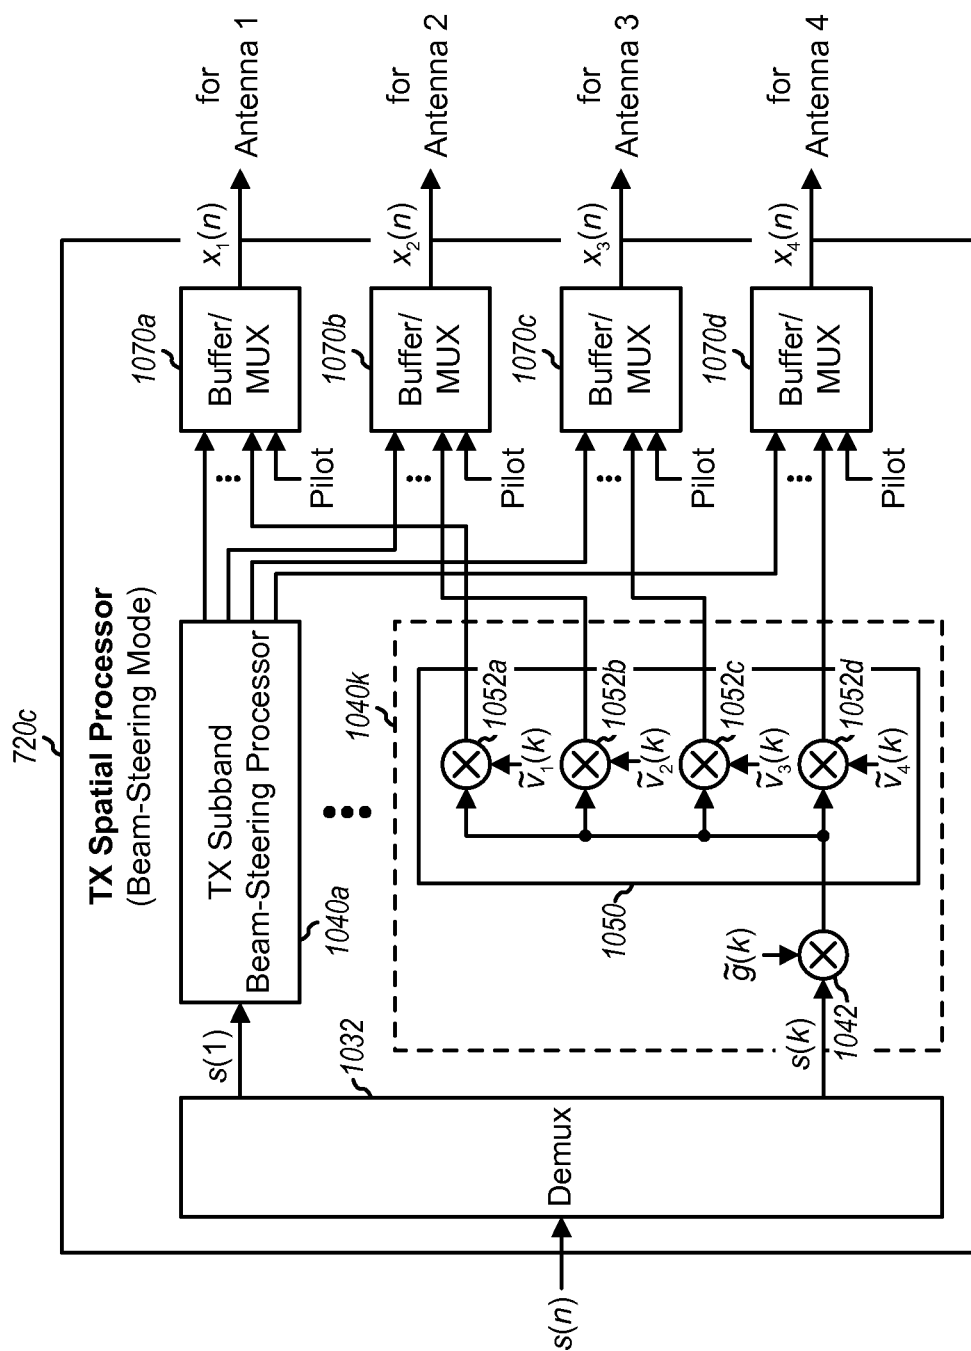 720c
TX Spatial Processor
(Beam-Steering Mode)
s(n)
Demux
1032
s(1)
TX Subband
Beam-Steering Processor
1040a
s(k)
1042
g̃(k)
1040k
1050
1052a
ṽ1(k)
1052b
ṽ2(k)
1052c
ṽ3(k)
1052d
ṽ4(k)
1070a
Buffer/
MUX
Pilot
x1(n)
for
Antenna 1
1070b
Buffer/
MUX
Pilot
x2(n)
for
Antenna 2
1070c
Buffer/
MUX
Pilot
x3(n)
for
Antenna 3
1070d
Buffer/
MUX
Pilot
x4(n)
for
Antenna 4